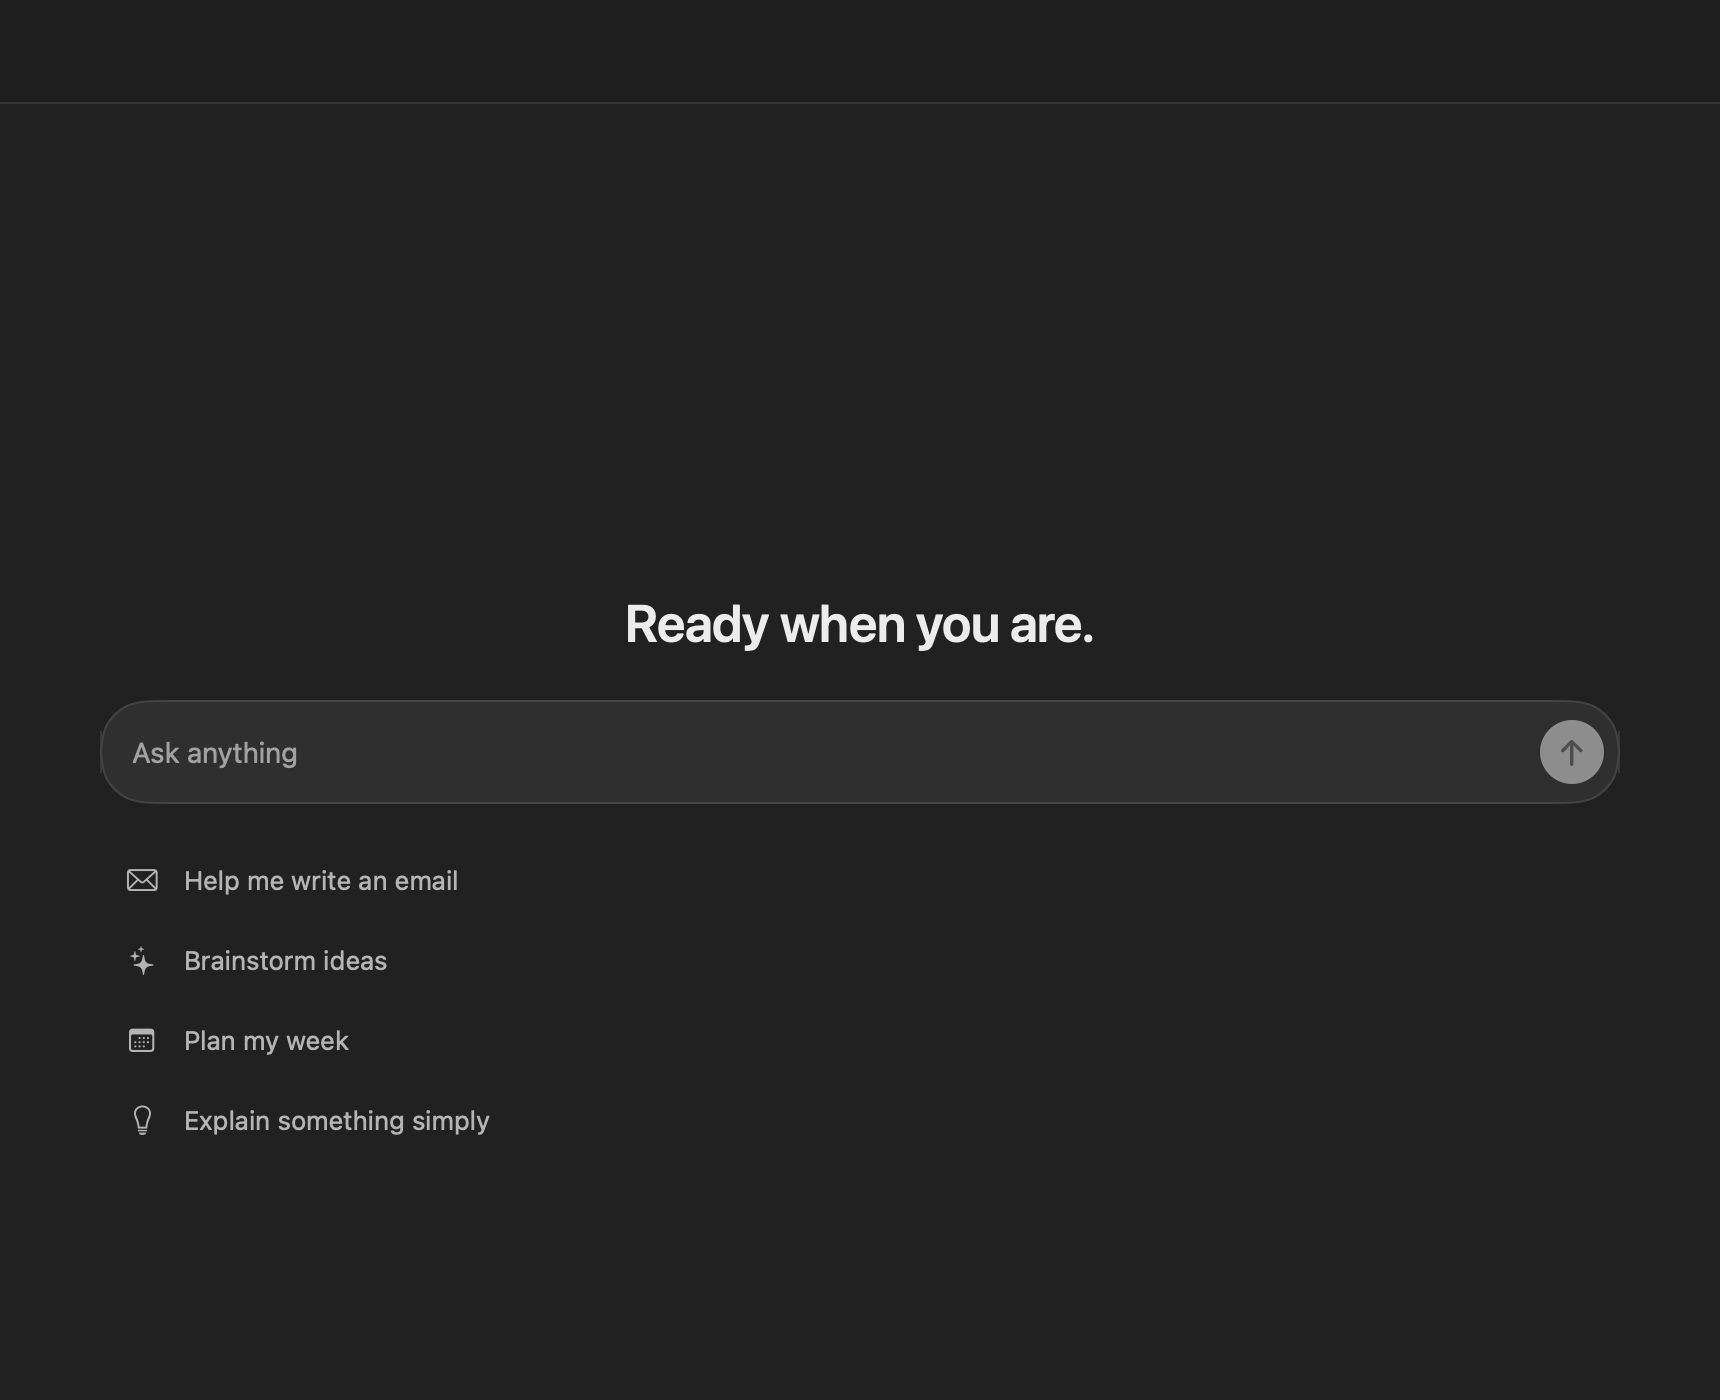 Ready when you are.
Ask anything
Help me write an email
Brainstorm ideas
Plan my week
Explain something simply